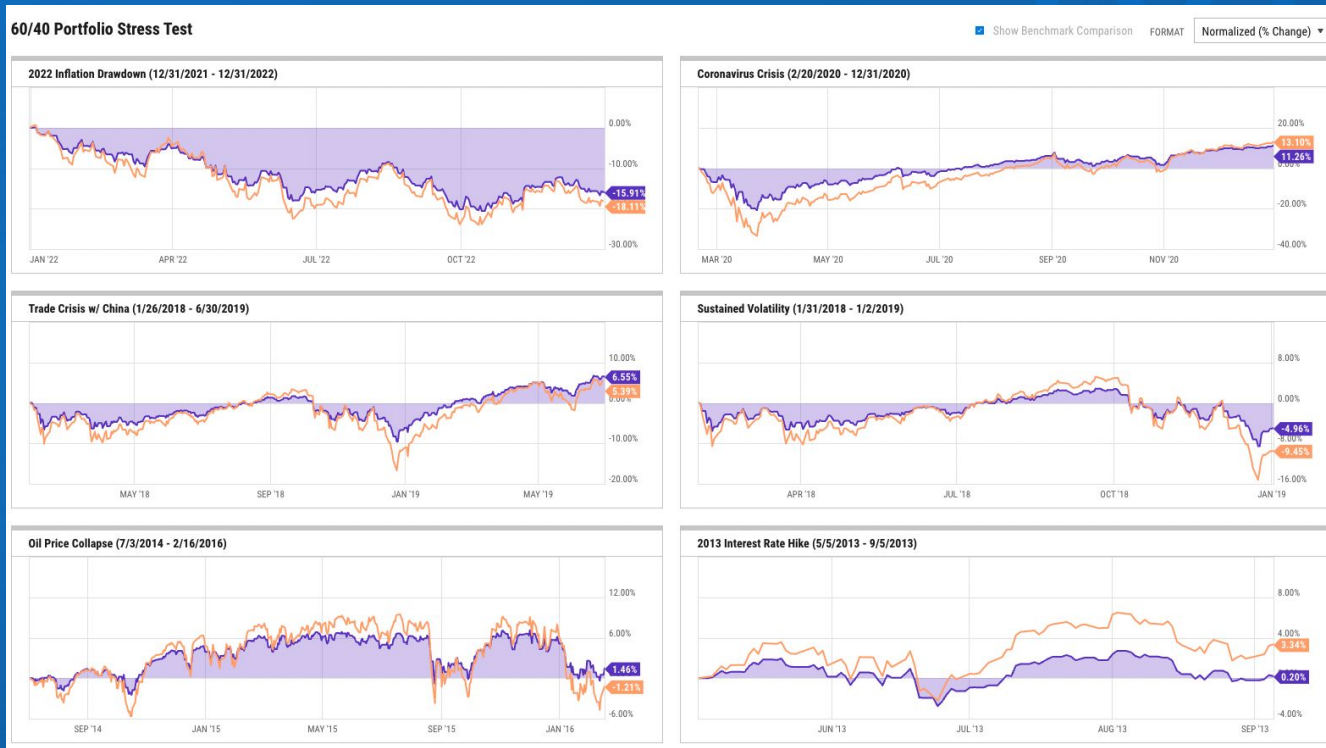 60/40 Portfolio Stress Test
Show Benchmark Comparison FORMAT Normalized (% Change)
2022 Inflation Drawdown (12/31/2021 - 12/31/2022)
0.00%
-10.00%
-15.91%
-18.11%
-30.00%
JAN '22 APR '22 JUL '22 OCT '22
Coronavirus Crisis (2/20/2020 - 12/31/2020)
20.00%
13.10%
11.26%
0.00%
-20.00%
-40.00%
MAR '20 MAY '20 JUL '20 SEP '20 NOV '20
Trade Crisis w/ China (1/26/2018 - 6/30/2019)
10.00%
6.55%
5.39%
0.00%
-10.00%
-20.00%
MAY '18 SEP '18 JAN '19 MAY '19
Sustained Volatility (1/31/2018 - 1/2/2019)
8.00%
0.00%
-4.96%
-8.00%
-9.45%
-16.00%
APR '18 JUL '18 OCT '18 JAN '19
Oil Price Collapse (7/3/2014 - 2/16/2016)
12.00%
6.00%
1.46%
-1.21%
-6.00%
SEP '14 JAN '15 MAY '15 SEP '15 JAN '16
2013 Interest Rate Hike (5/5/2013 - 9/5/2013)
8.00%
4.00%
3.34%
0.20%
-4.00%
JUN '13 JUL '13 AUG '13 SEP '13